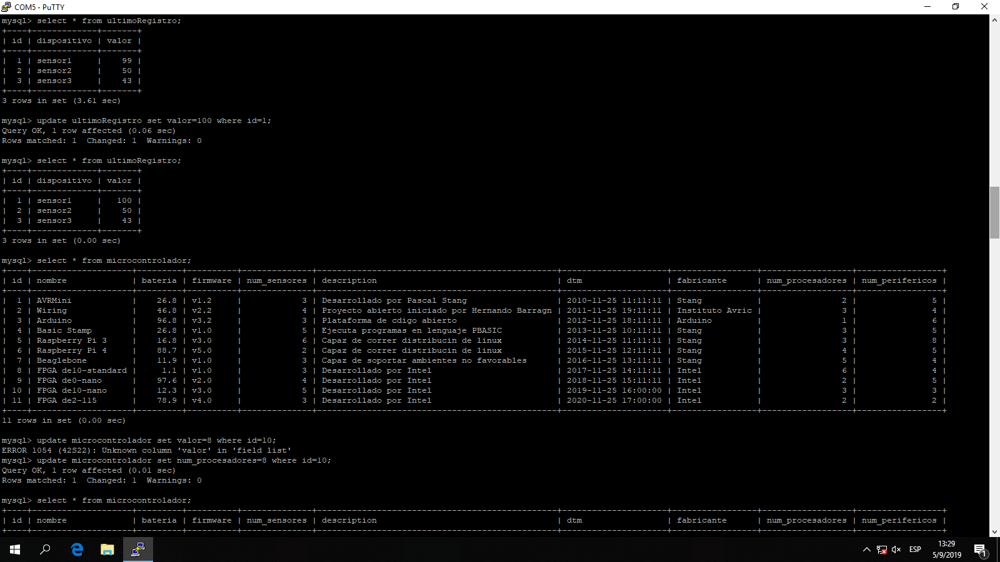 COM5 - PuTTY
mysql> select * from ultimoRegistro;
+----+-------------+-------+
| id | dispositivo | valor |
+----+-------------+-------+
|  1 | sensor1     |    99 |
|  2 | sensor2     |    50 |
|  3 | sensor3     |    43 |
+----+-------------+-------+
3 rows in set (3.61 sec)
mysql> update ultimoRegistro set valor=100 where id=1;
Query OK, 1 row affected (0.06 sec)
Rows matched: 1  Changed: 1  Warnings: 0
mysql> select * from ultimoRegistro;
+----+-------------+-------+
| id | dispositivo | valor |
+----+-------------+-------+
|  1 | sensor1     |   100 |
|  2 | sensor2     |    50 |
|  3 | sensor3     |    43 |
+----+-------------+-------+
3 rows in set (0.00 sec)
mysql> select * from microcontrolador;
+----+--------------------+---------+----------+--------------+------------------------------------------------+---------------------+-----------------+------------------+-----------------+
| id | nombre             | bateria | firmware | num_sensores | description                                    | dtm                 | fabricante      | num_procesadores | num_perifericos |
+----+--------------------+---------+----------+--------------+------------------------------------------------+---------------------+-----------------+------------------+-----------------+
|  1 | AVRMini            |    26.8 | v1.2     |            3 | Desarrollado por Pascal Stang                  | 2010-11-25 11:11:11 | Stang           |                2 |               5 |
|  2 | Wiring             |    46.8 | v2.2     |            4 | Proyecto abierto iniciado por Hernando Barragn | 2011-11-25 19:11:11 | Instituto Avric |                3 |               4 |
|  3 | Arduino            |    96.8 | v3.2     |            3 | Plataforma de cdigo abierto                    | 2012-11-25 18:11:11 | Arduino         |                1 |               6 |
|  4 | Basic Stamp        |    26.8 | v1.0     |            5 | Ejecuta programas en lenguaje PBASIC           | 2013-11-25 10:11:11 | Stang           |                3 |               5 |
|  5 | Raspberry Pi 3     |    16.8 | v3.0     |            6 | Capaz de correr distribucin de linux           | 2014-11-25 11:11:11 | Stang           |                3 |               8 |
|  6 | Raspberry Pi 4     |    88.7 | v5.0     |            2 | Capaz de correr distribucin de linux           | 2015-11-25 12:11:11 | Stang           |                4 |               5 |
|  7 | Beaglebone         |    11.9 | v1.0     |            3 | Capaz de soportar ambientes no favorables      | 2016-11-25 13:11:11 | Stang           |                5 |               4 |
|  8 | FPGA de10-standard |     1.1 | v1.0     |            3 | Desarrollado por Intel                         | 2017-11-25 14:11:11 | Intel           |                6 |               4 |
|  9 | FPGA de0-nano      |    97.6 | v2.0     |            4 | Desarrollado por Intel                         | 2018-11-25 15:11:11 | Intel           |                2 |               5 |
| 10 | FPGA de10-nano     |    12.3 | v3.0     |            5 | Desarrollado por Intel                         | 2019-11-25 16:00:00 | Intel           |                3 |               3 |
| 11 | FPGA de2-115       |    78.9 | v4.0     |            3 | Desarrollado por Intel                         | 2020-11-25 17:00:00 | Intel           |                2 |               2 |
+----+--------------------+---------+----------+--------------+------------------------------------------------+---------------------+-----------------+------------------+-----------------+
11 rows in set (0.00 sec)
mysql> update microcontrolador set valor=8 where id=10;
ERROR 1054 (42S22): Unknown column 'valor' in 'field list'
mysql> update microcontrolador set num_procesadores=8 where id=10;
Query OK, 1 row affected (0.01 sec)
Rows matched: 1  Changed: 1  Warnings: 0
mysql> select * from microcontrolador;
+----+--------------------+---------+----------+--------------+------------------------------------------------+---------------------+-----------------+------------------+-----------------+
| id | nombre             | bateria | firmware | num_sensores | description                                    | dtm                 | fabricante      | num_procesadores | num_perifericos |
+----+--------------------+---------+----------+--------------+------------------------------------------------+---------------------+-----------------+------------------+-----------------+
ESP
13:29
5/9/2019
1